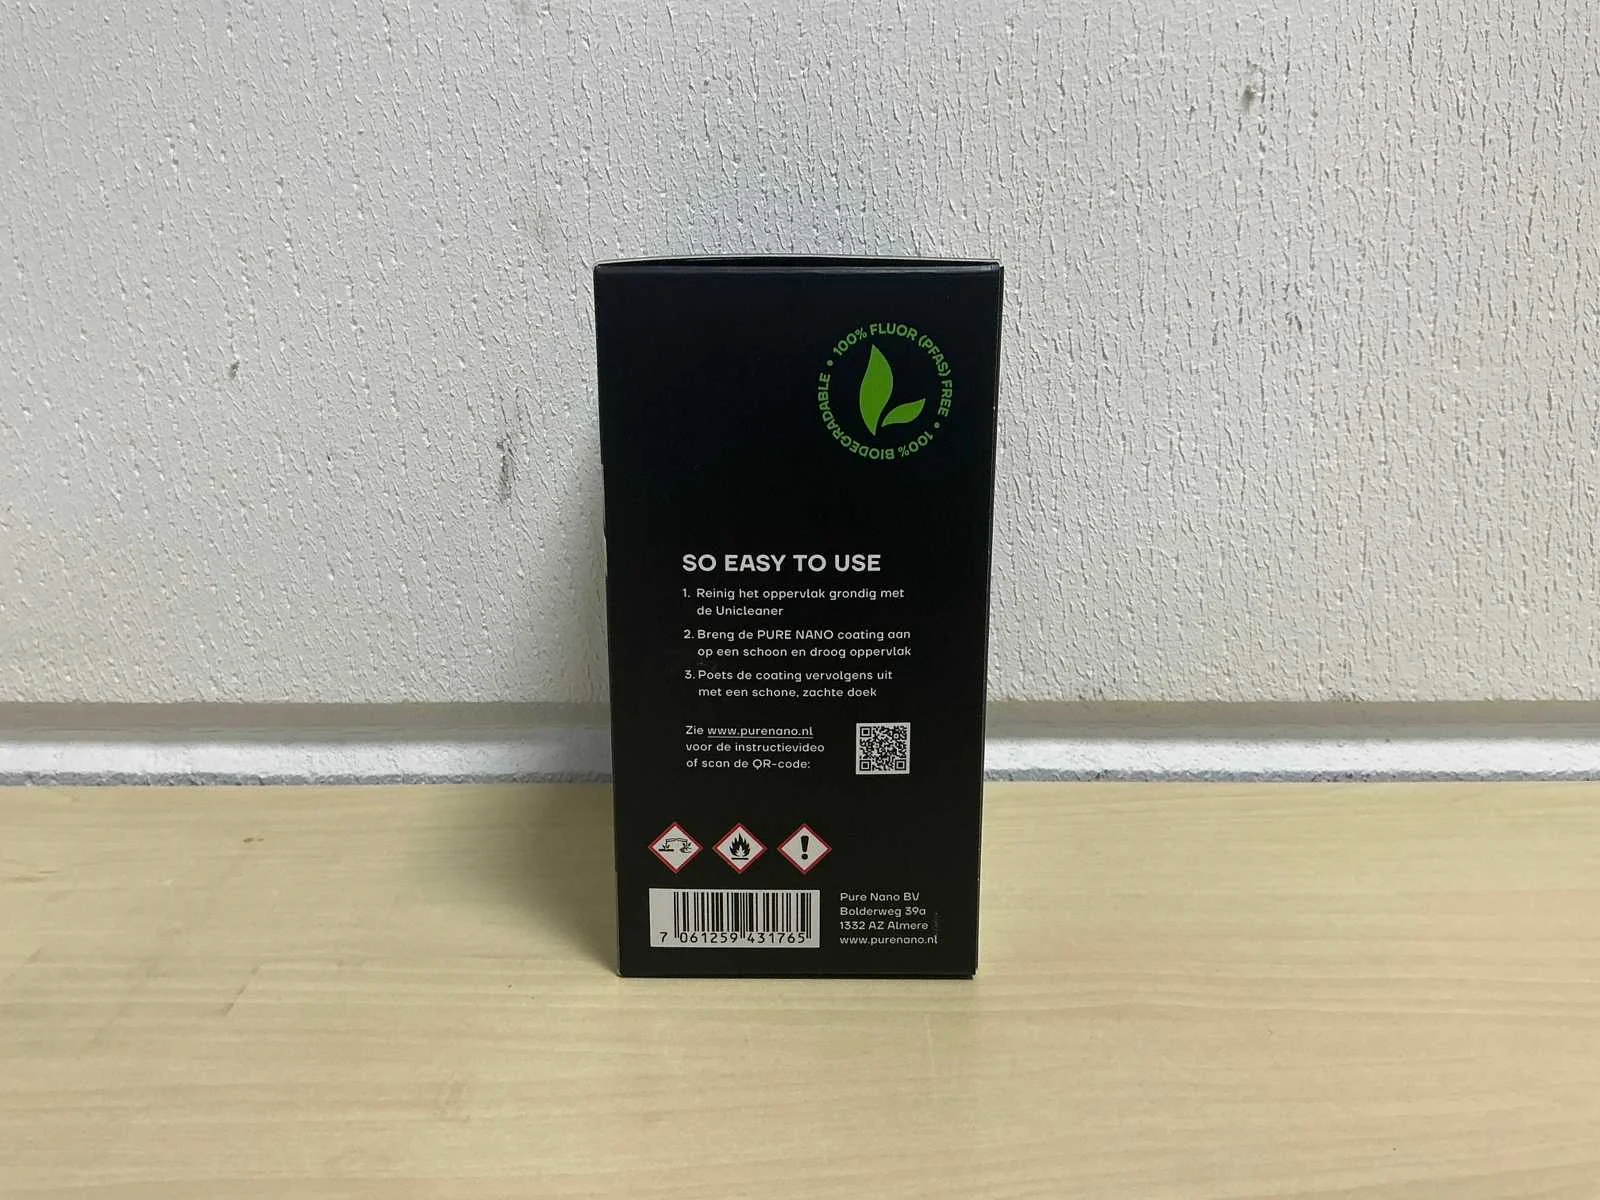 100% FLUOR (PFAS) FREE • 100% BIODEGRADABLE •
SO EASY TO USE
1. Reinig het oppervlak grondig met
de Unicleaner
2. Breng de PURE NANO coating aan
op een schoon en droog oppervlak
3. Poets de coating vervolgens uit
met een schone, zachte doek
Zie www.purenano.nl
voor de instructievideo
of scan de QR-code:
7 061259 431765
Pure Nano BV
Bolderweg 39a
1332 AZ Almere
www.purenano.nl